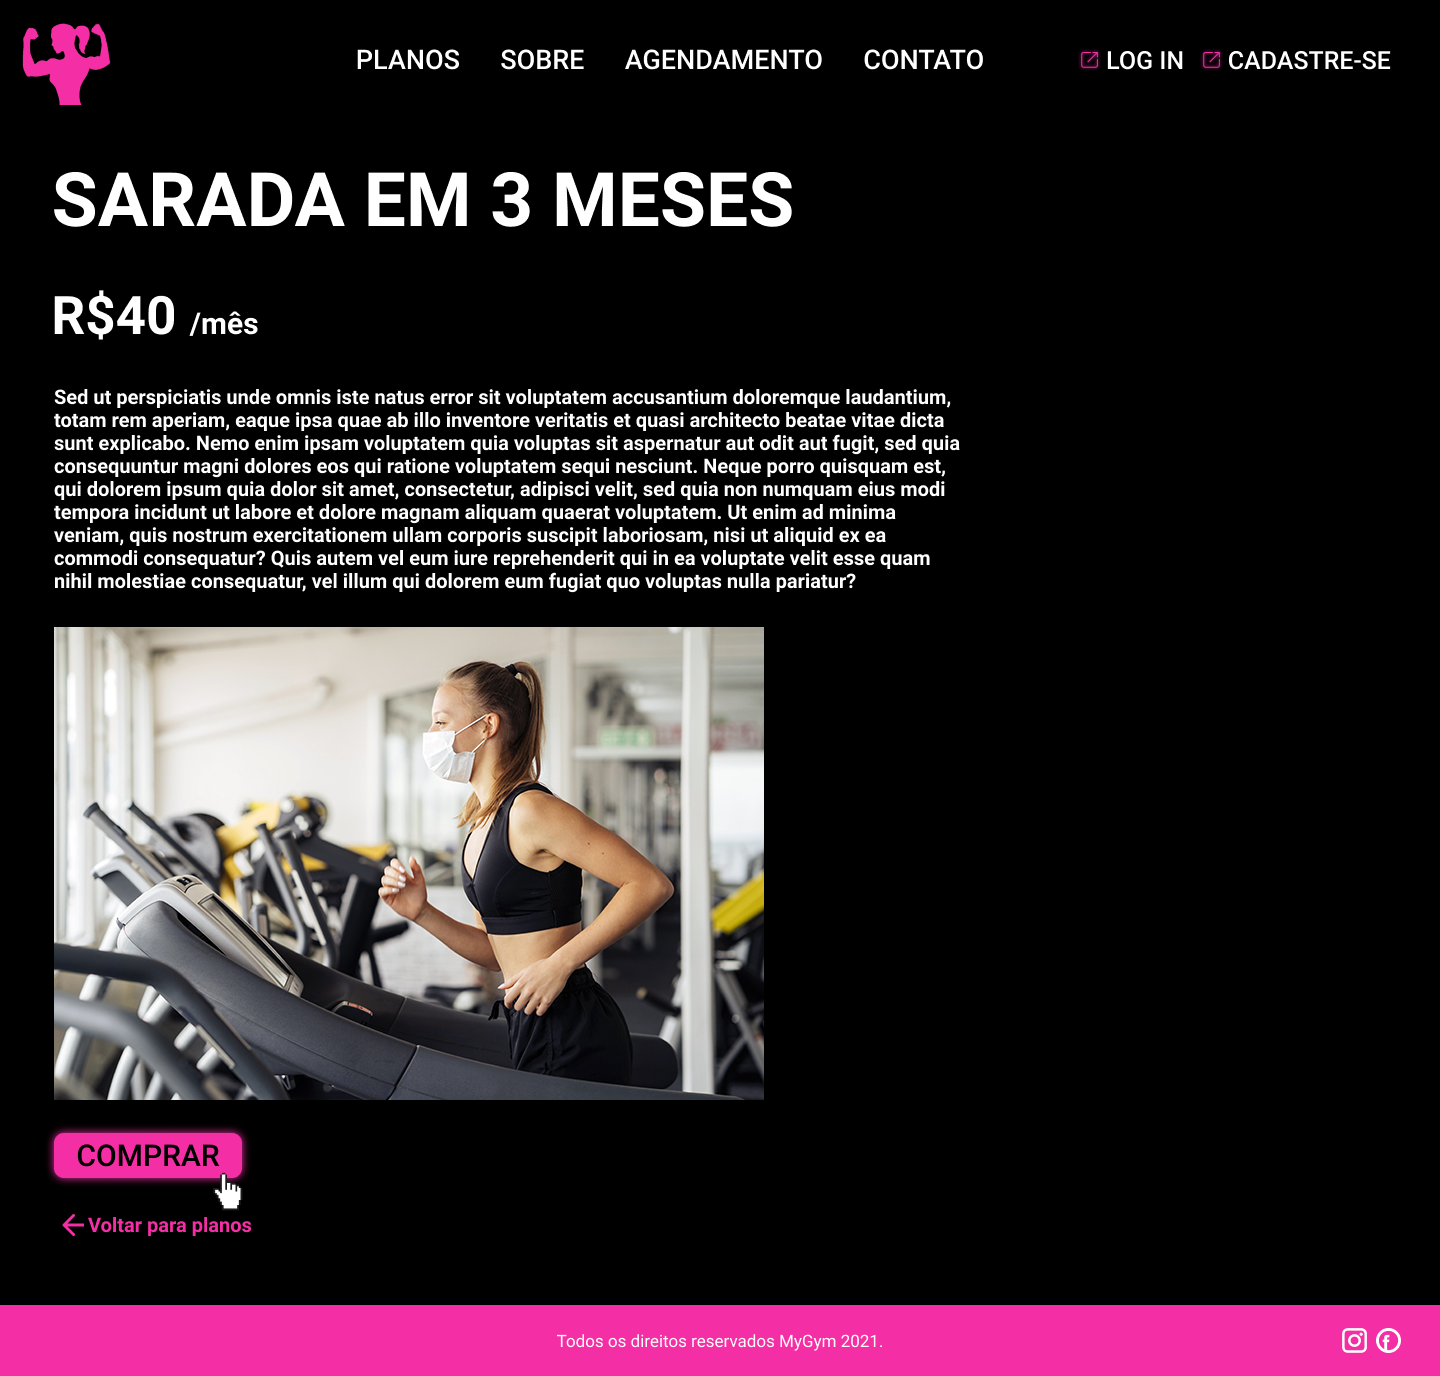 PLANOS SOBRE AGENDAMENTO CONTATO LOG IN CADASTRE-SE
SARADA EM 3 MESES
R$40 /mês
Sed ut perspiciatis unde omnis iste natus error sit voluptatem accusantium doloremque laudantium,
totam rem aperiam, eaque ipsa quae ab illo inventore veritatis et quasi architecto beatae vitae dicta
sunt explicabo. Nemo enim ipsam voluptatem quia voluptas sit aspernatur aut odit aut fugit, sed quia
consequuntur magni dolores eos qui ratione voluptatem sequi nesciunt. Neque porro quisquam est,
qui dolorem ipsum quia dolor sit amet, consectetur, adipisci velit, sed quia non numquam eius modi
tempora incidunt ut labore et dolore magnam aliquam quaerat voluptatem. Ut enim ad minima
veniam, quis nostrum exercitationem ullam corporis suscipit laboriosam, nisi ut aliquid ex ea
commodi consequatur? Quis autem vel eum iure reprehenderit qui in ea voluptate velit esse quam
nihil molestiae consequatur, vel illum qui dolorem eum fugiat quo voluptas nulla pariatur?
COMPRAR
Voltar para planos
Todos os direitos reservados MyGym 2021.